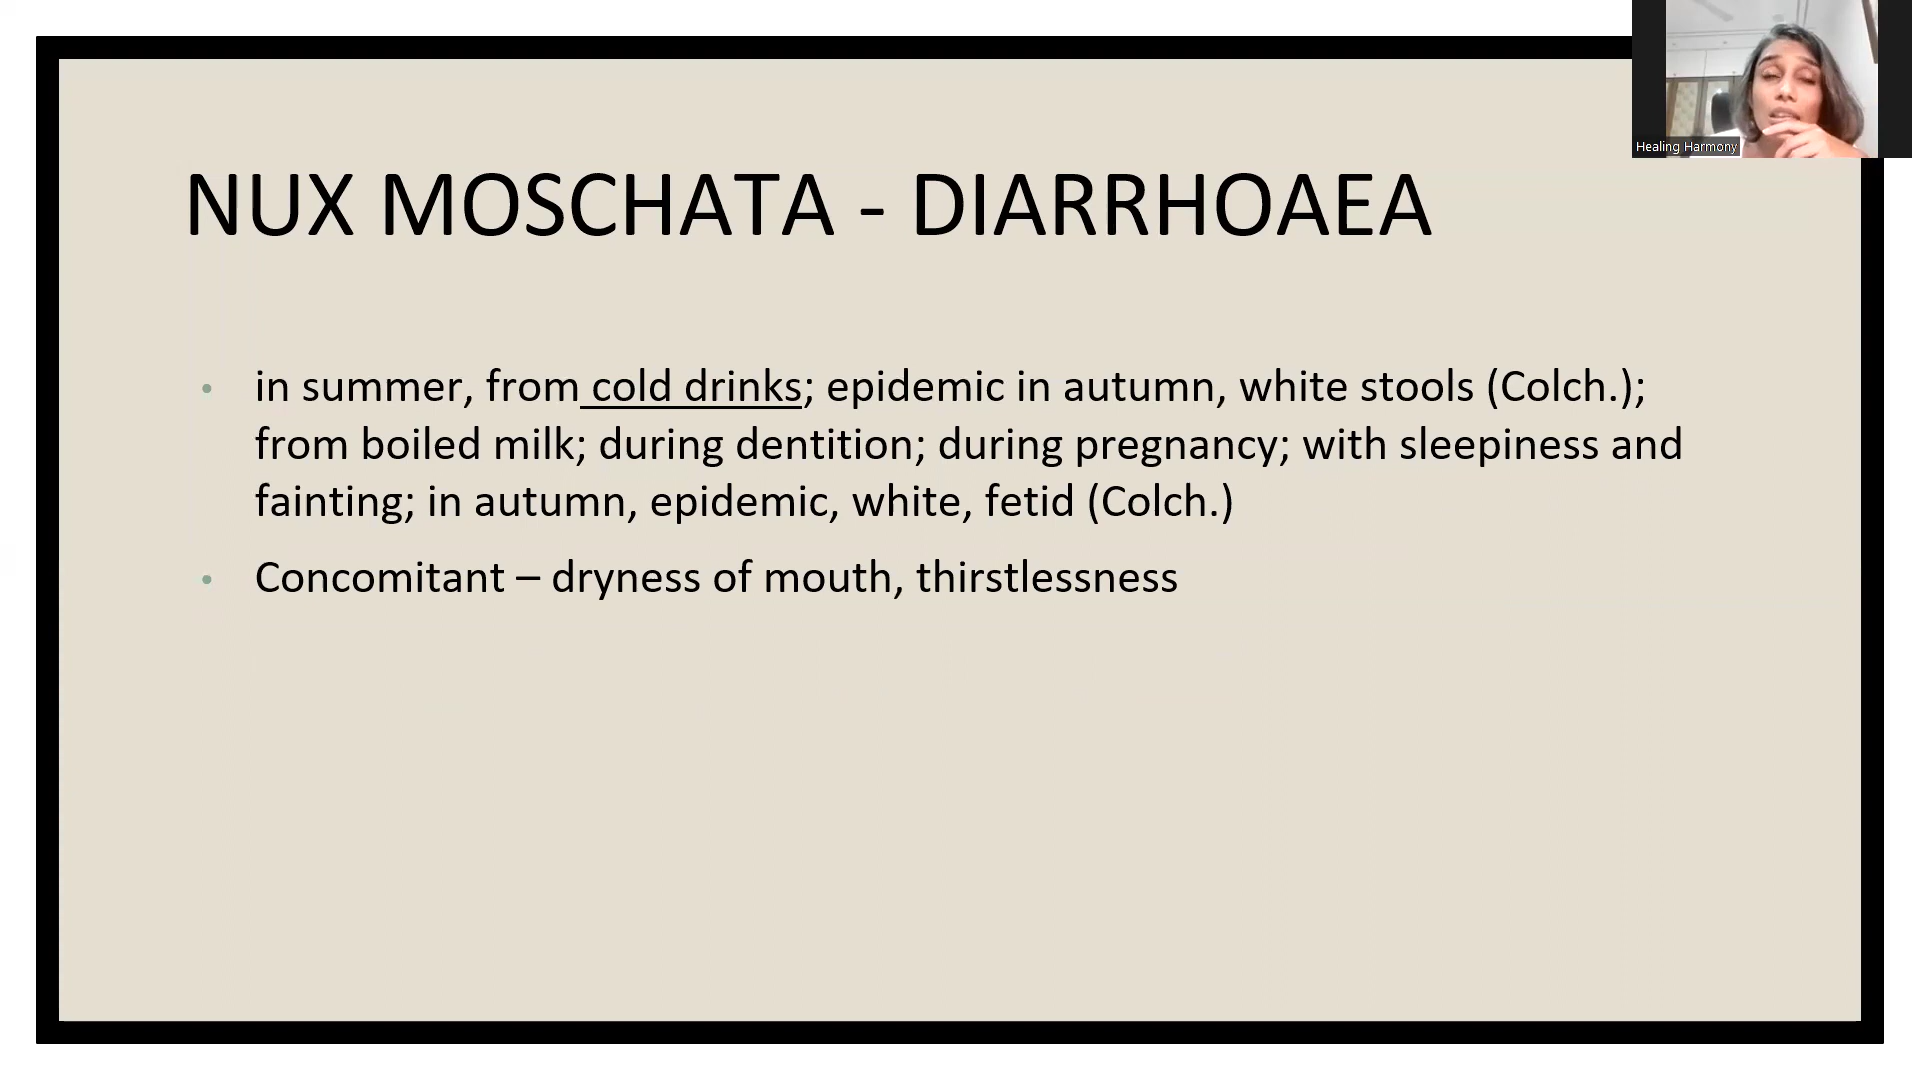 Healing Harmony
NUX MOSCHATA - DIARRHOAEA
• in summer, from cold drinks; epidemic in autumn, white stools (Colch.);
from boiled milk; during dentition; during pregnancy; with sleepiness and
fainting; in autumn, epidemic, white, fetid (Colch.)
• Concomitant – dryness of mouth, thirstlessness